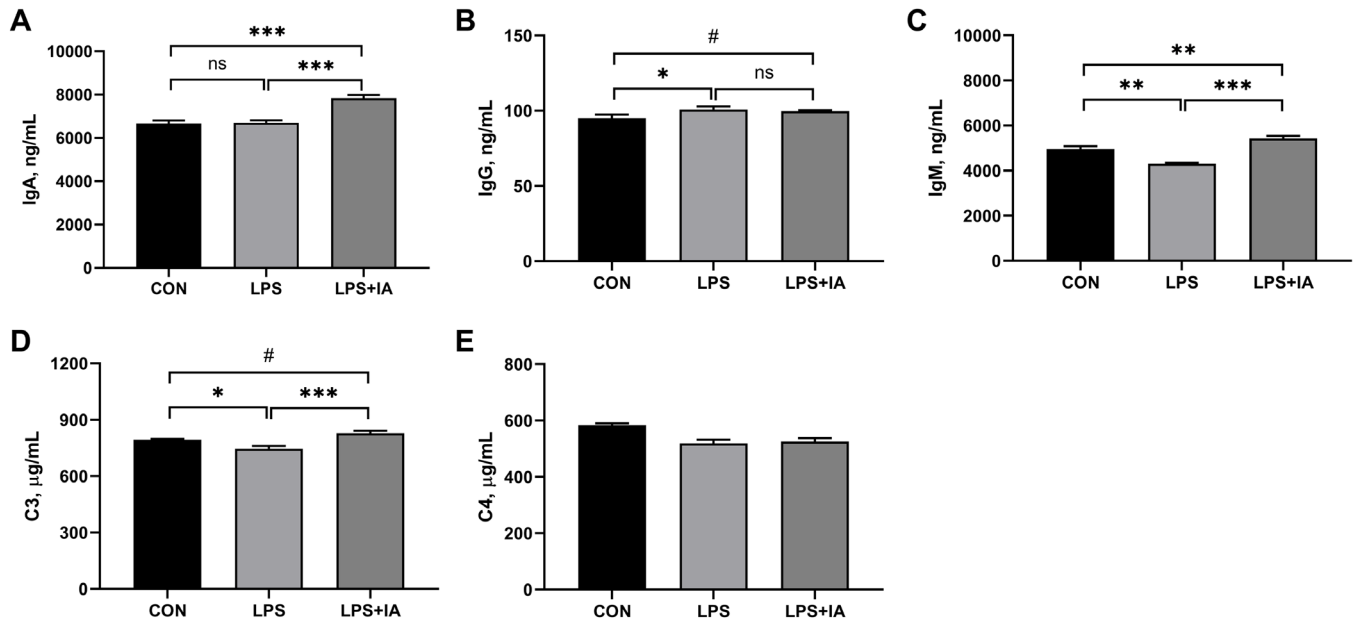 A
IgA, ng/mL
10000
8000
6000
4000
2000
0
***
ns
***
CON
LPS
LPS+IA
B
IgG, ng/mL
150
100
50
0
#
*
ns
CON
LPS
LPS+IA
C
IgM, ng/mL
10000
8000
6000
4000
2000
0
**
**
***
CON
LPS
LPS+IA
D
C3, μg/mL
1200
900
600
300
0
#
*
***
CON
LPS
LPS+IA
E
C4, μg/mL
800
600
400
200
0
CON
LPS
LPS+IA